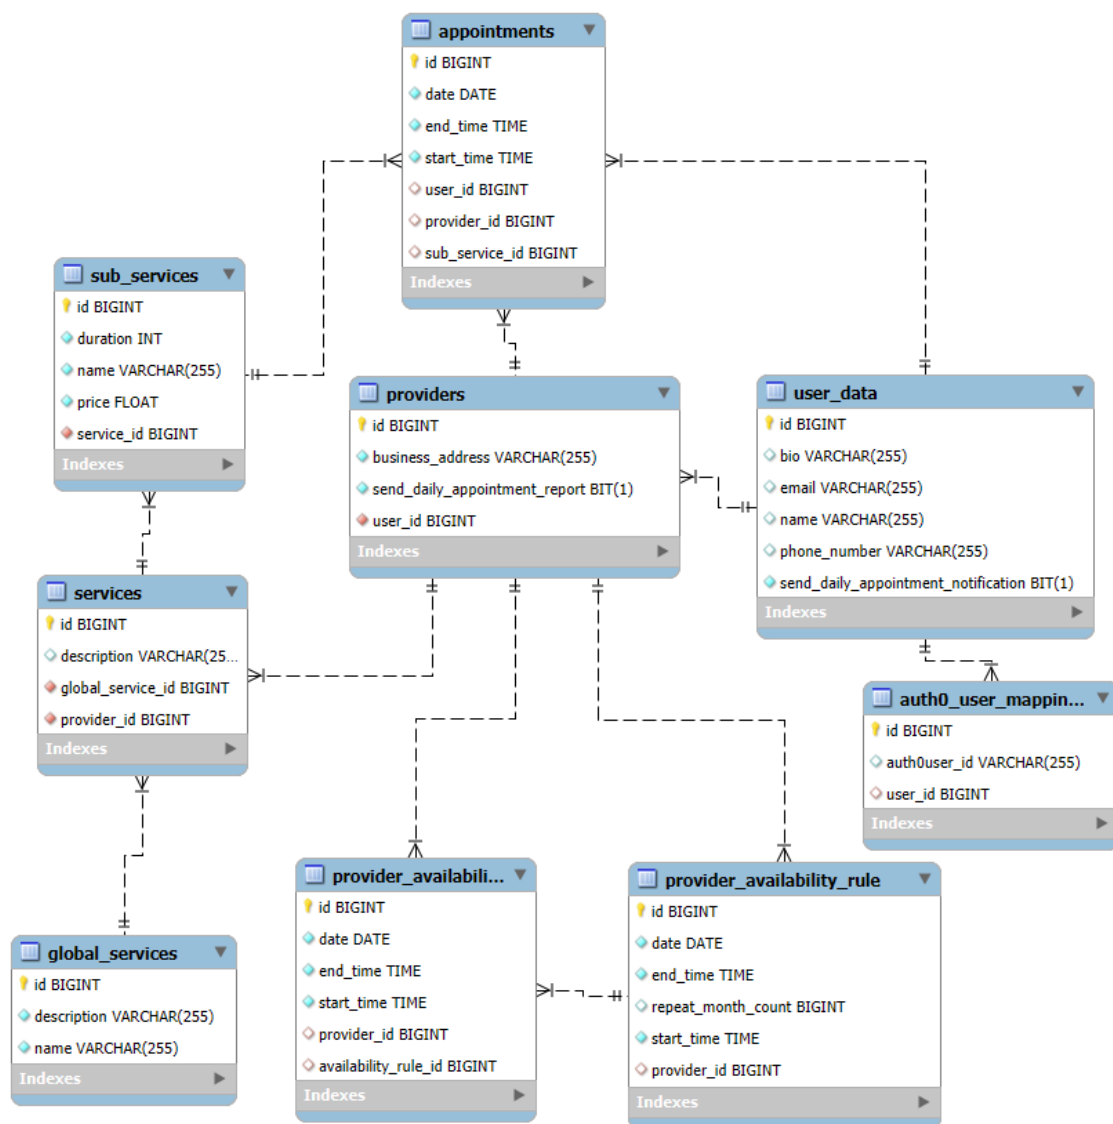 appointments
id BIGINT
date DATE
end_time TIME
start_time TIME
user_id BIGINT
provider_id BIGINT
sub_service_id BIGINT
Indexes
sub_services
id BIGINT
duration INT
name VARCHAR(255)
price FLOAT
service_id BIGINT
Indexes
providers
id BIGINT
business_address VARCHAR(255)
send_daily_appointment_report BIT(1)
user_id BIGINT
Indexes
user_data
id BIGINT
bio VARCHAR(255)
email VARCHAR(255)
name VARCHAR(255)
phone_number VARCHAR(255)
send_daily_appointment_notification BIT(1)
Indexes
services
id BIGINT
description VARCHAR(25...
global_service_id BIGINT
provider_id BIGINT
Indexes
auth0_user_mappin...
id BIGINT
auth0user_id VARCHAR(255)
user_id BIGINT
Indexes
provider_availabili...
id BIGINT
date DATE
end_time TIME
start_time TIME
provider_id BIGINT
availability_rule_id BIGINT
Indexes
provider_availability_rule
id BIGINT
date DATE
end_time TIME
repeat_month_count BIGINT
start_time TIME
provider_id BIGINT
Indexes
global_services
id BIGINT
description VARCHAR(255)
name VARCHAR(255)
Indexes